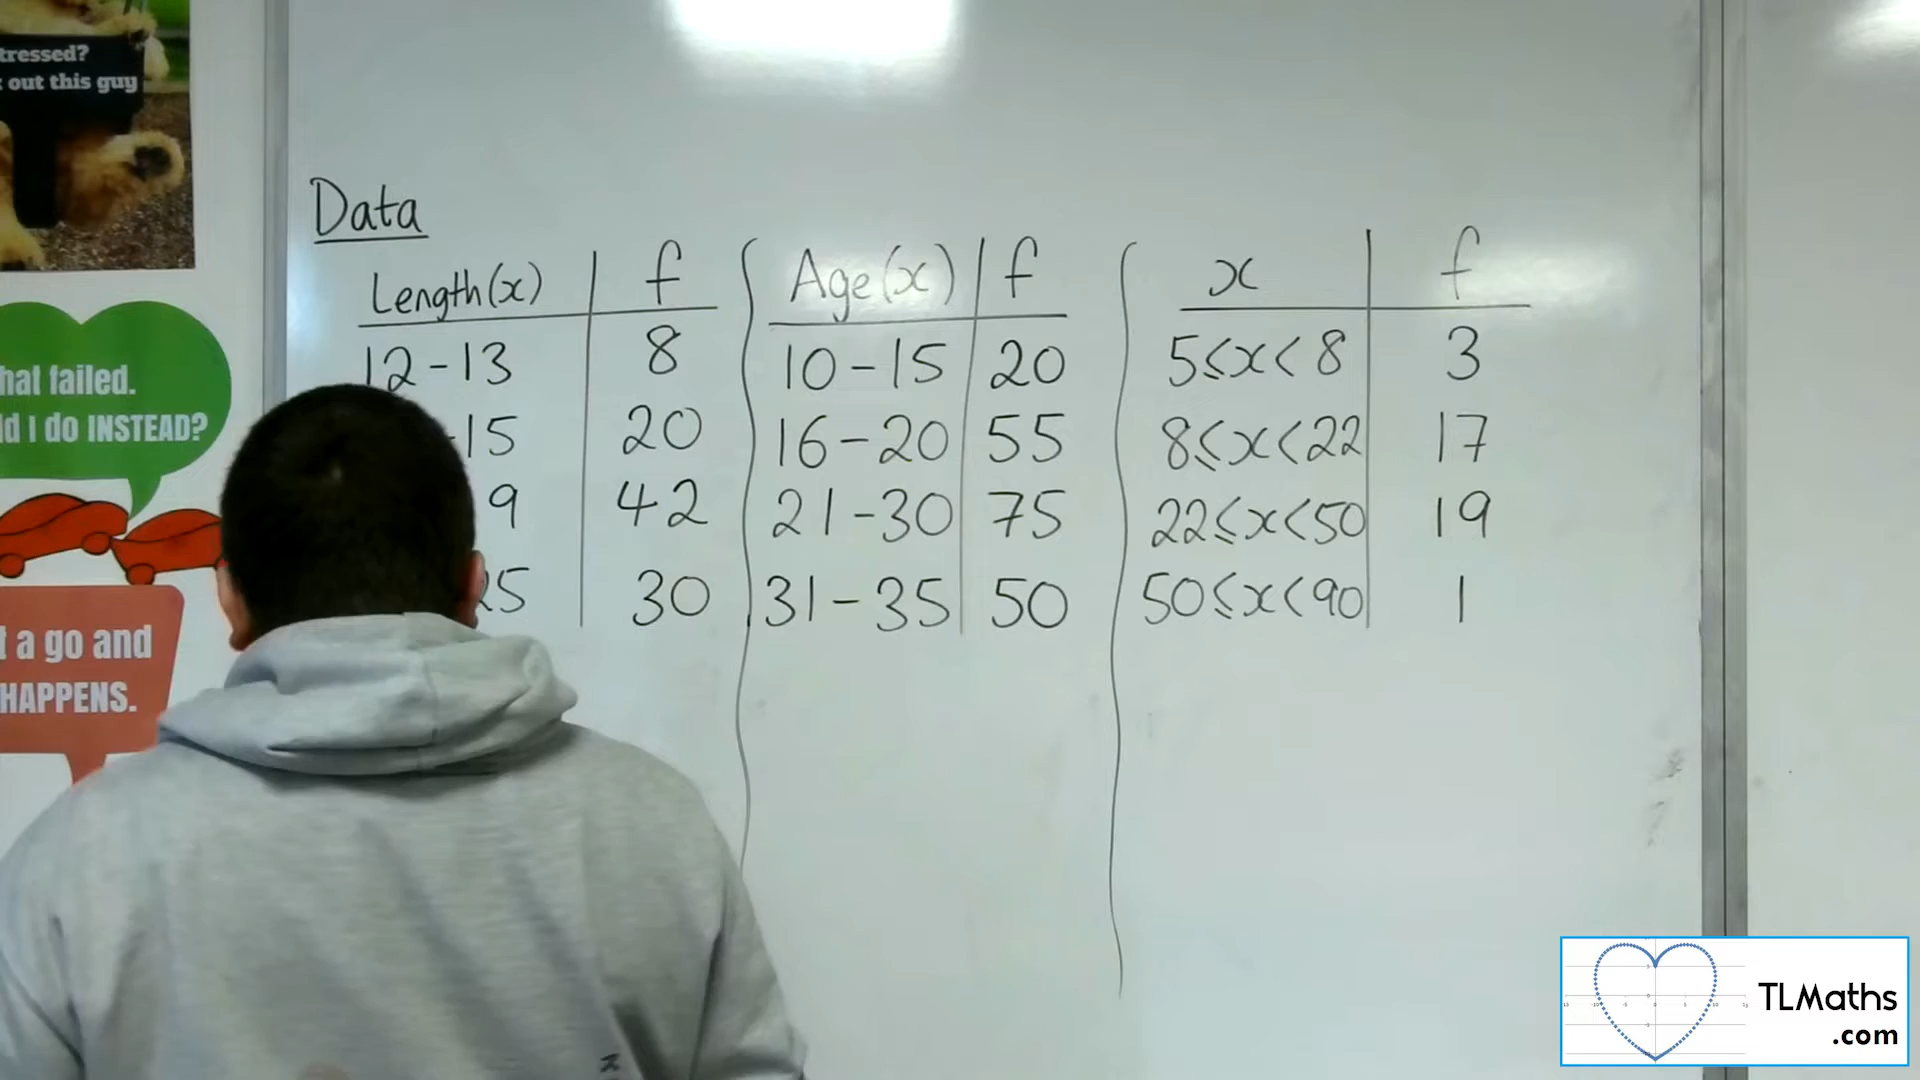 tressed?
out this guy
hat failed.
ld I do INSTEAD?
t a go and
HAPPENS.
Data
Length(x) f
12-13 8
-15 20
9 42
25 30
Age(x) f
10-15 20
16-20 55
21-30 75
31-35 50
x f
5≤x<8 3
8≤x<22 17
22≤x<50 19
50≤x<90 1
TLMaths
.com